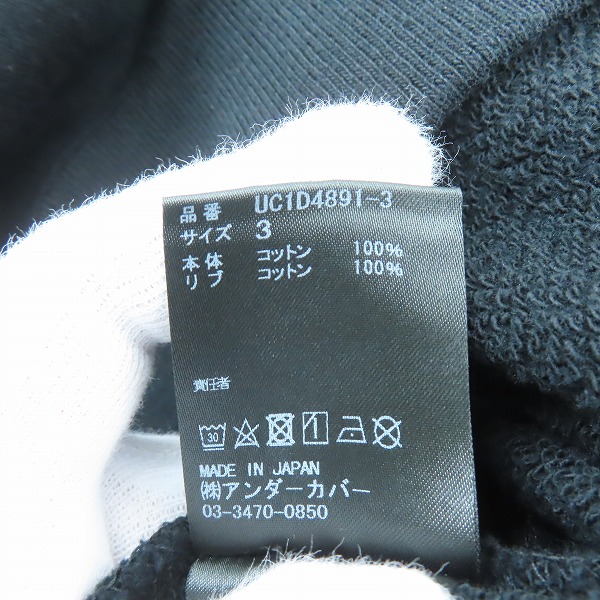 品番 UC1D4891-3
サイズ 3
本体 コットン 100%
リブ コットン 100%
責任者
30
MADE IN JAPAN
(株)アンダーカバー
03-3470-0850